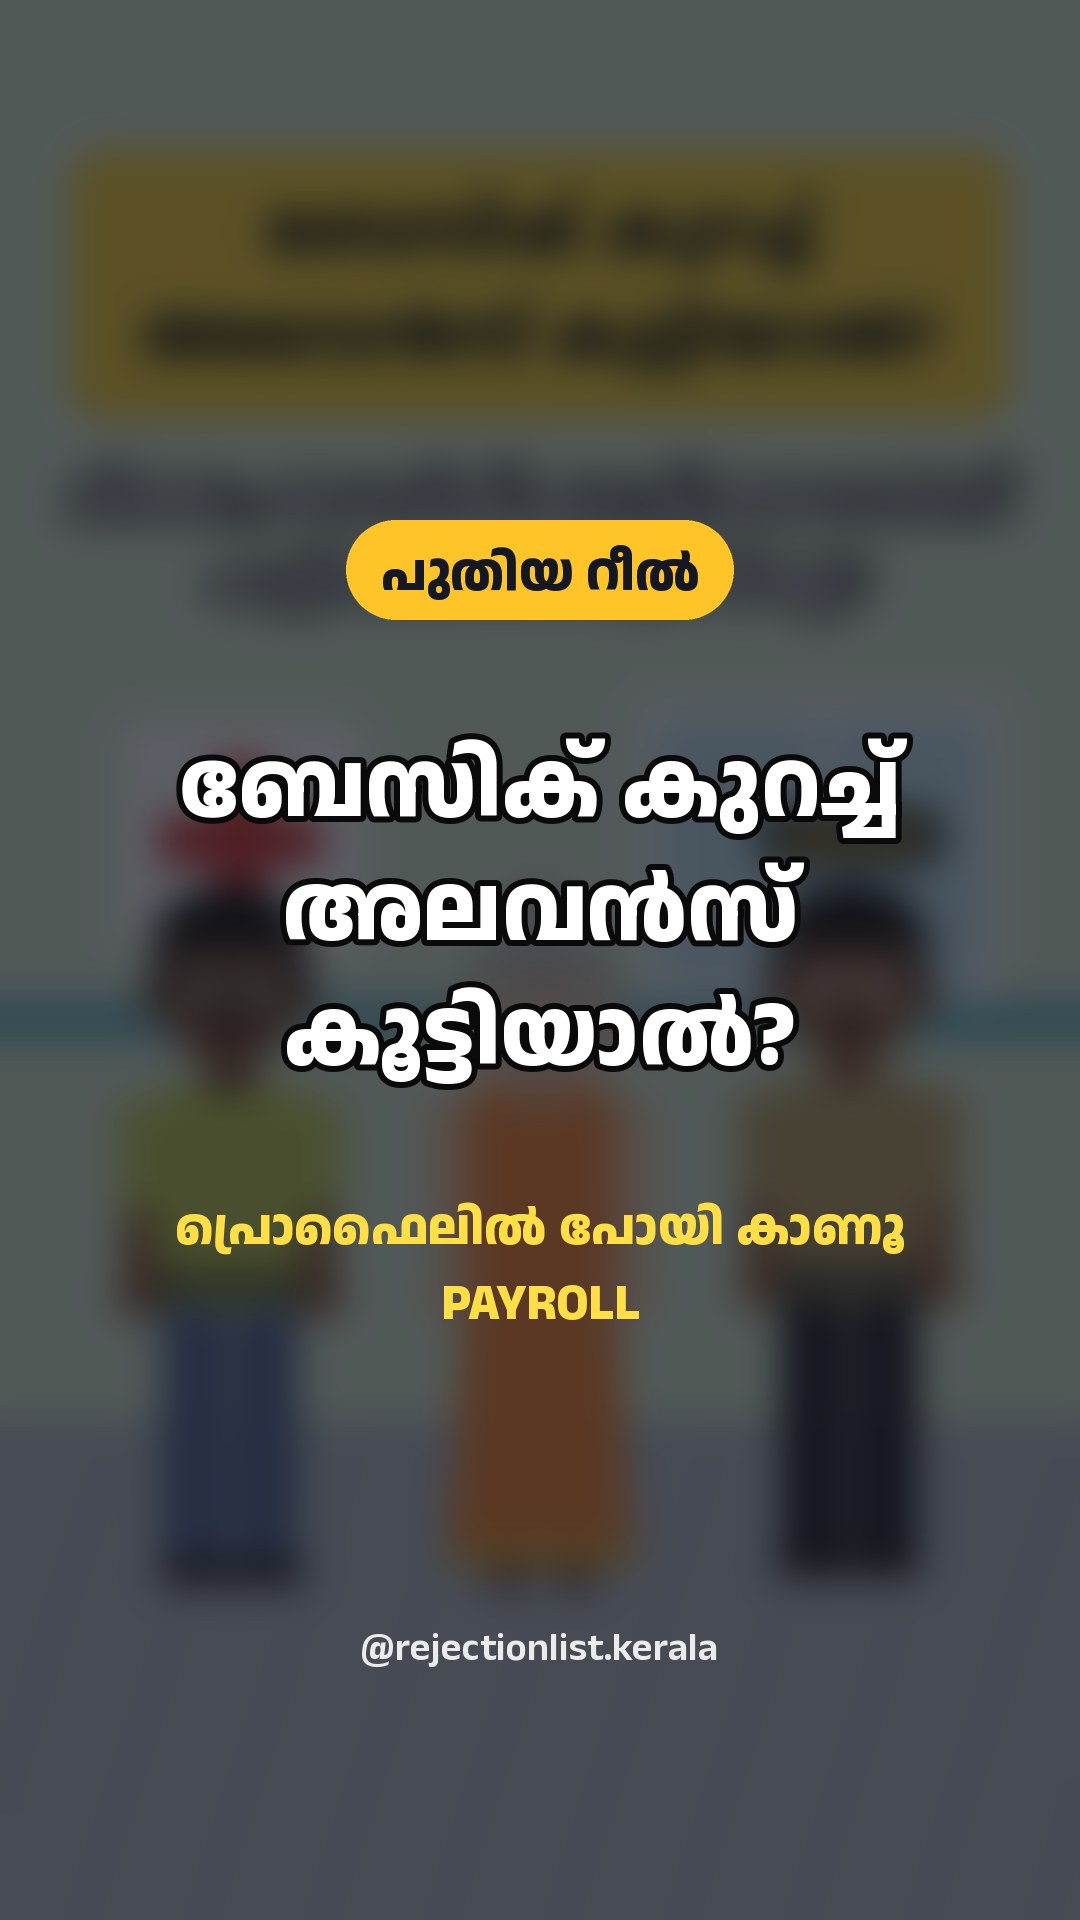 പുതിയ റീൽ
ബേസിക് കുറച്ച്
അലവൻസ്
കൂട്ടിയാൽ?
പ്രൊഫൈലിൽ പോയി കാണൂ
PAYROLL
@rejectionlist.kerala